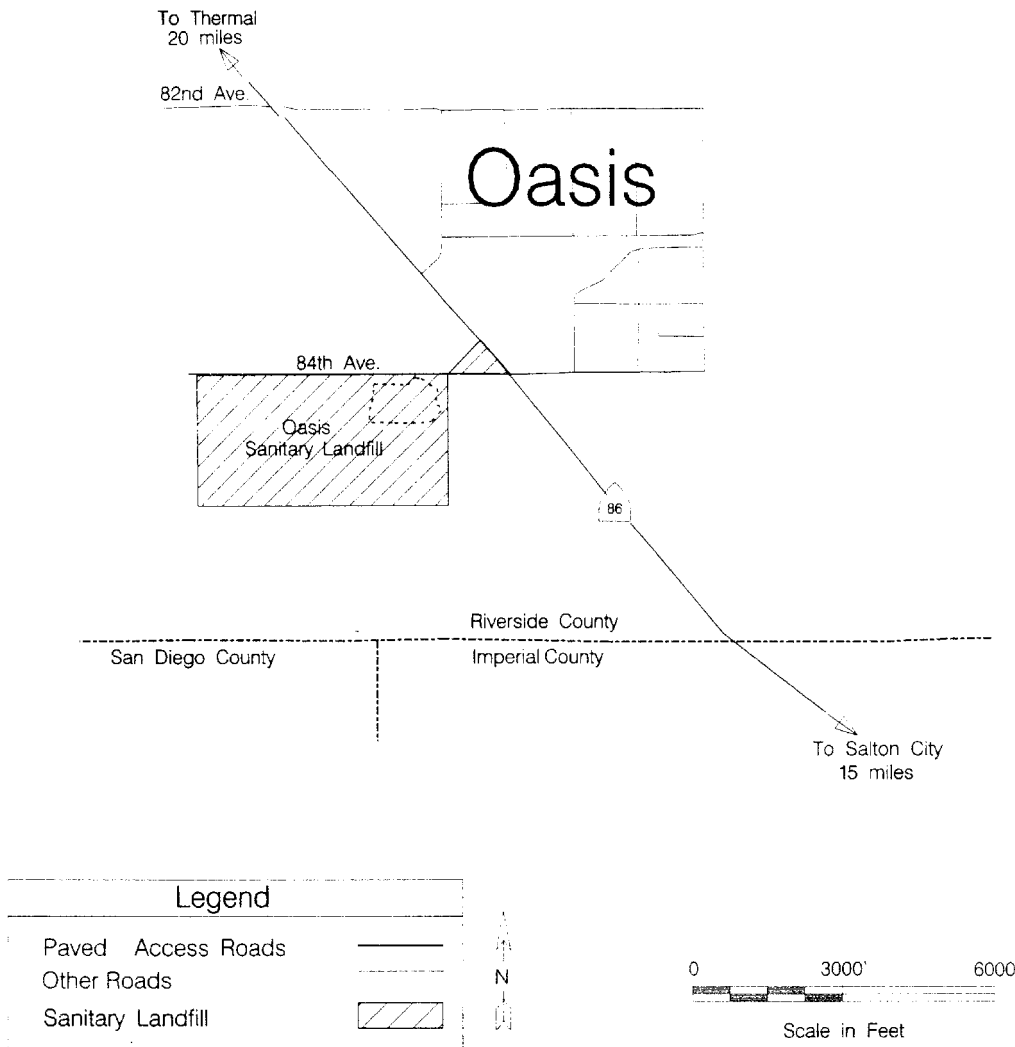 To Thermal
20 miles
82nd Ave.
Oasis
84th Ave.
Oasis
Sanitary Landfill
86
Riverside County
San Diego County
Imperial County
To Salton City
15 miles
Legend
Paved Access Roads
Other Roads
Sanitary Landfill
N
0 3000' 6000
Scale in Feet